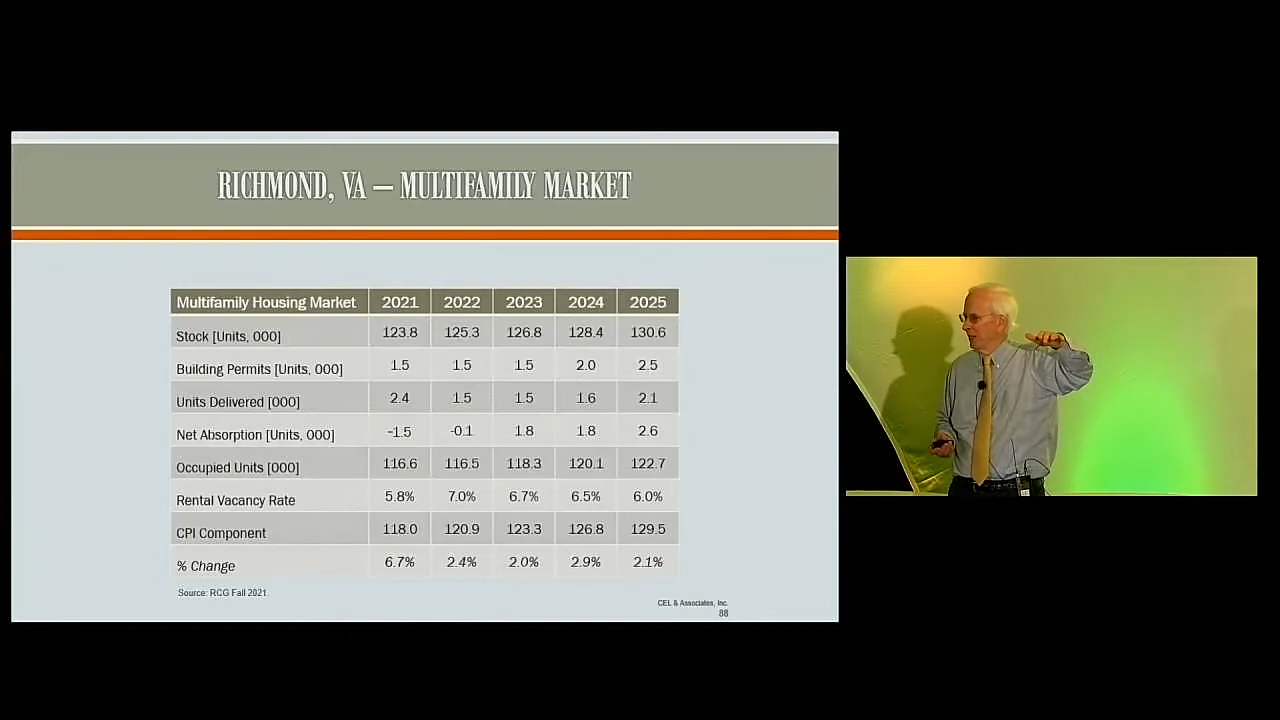 RICHMOND, VA — MULTIFAMILY MARKET
Multifamily Housing Market 2021 2022 2023 2024 2025
Stock [Units, 000] 123.8 125.3 126.8 128.4 130.6
Building Permits [Units, 000] 1.5 1.5 1.5 2.0 2.5
Units Delivered [000] 2.4 1.5 1.5 1.6 2.1
Net Absorption [Units, 000] -1.5 -0.1 1.8 1.8 2.6
Occupied Units [000] 116.6 116.5 118.3 120.1 122.7
Rental Vacancy Rate 5.8% 7.0% 6.7% 6.5% 6.0%
CPI Component 118.0 120.9 123.3 126.8 129.5
% Change 6.7% 2.4% 2.0% 2.9% 2.1%
Source: RCG Fall 2021
CEL & Associates, Inc.
88